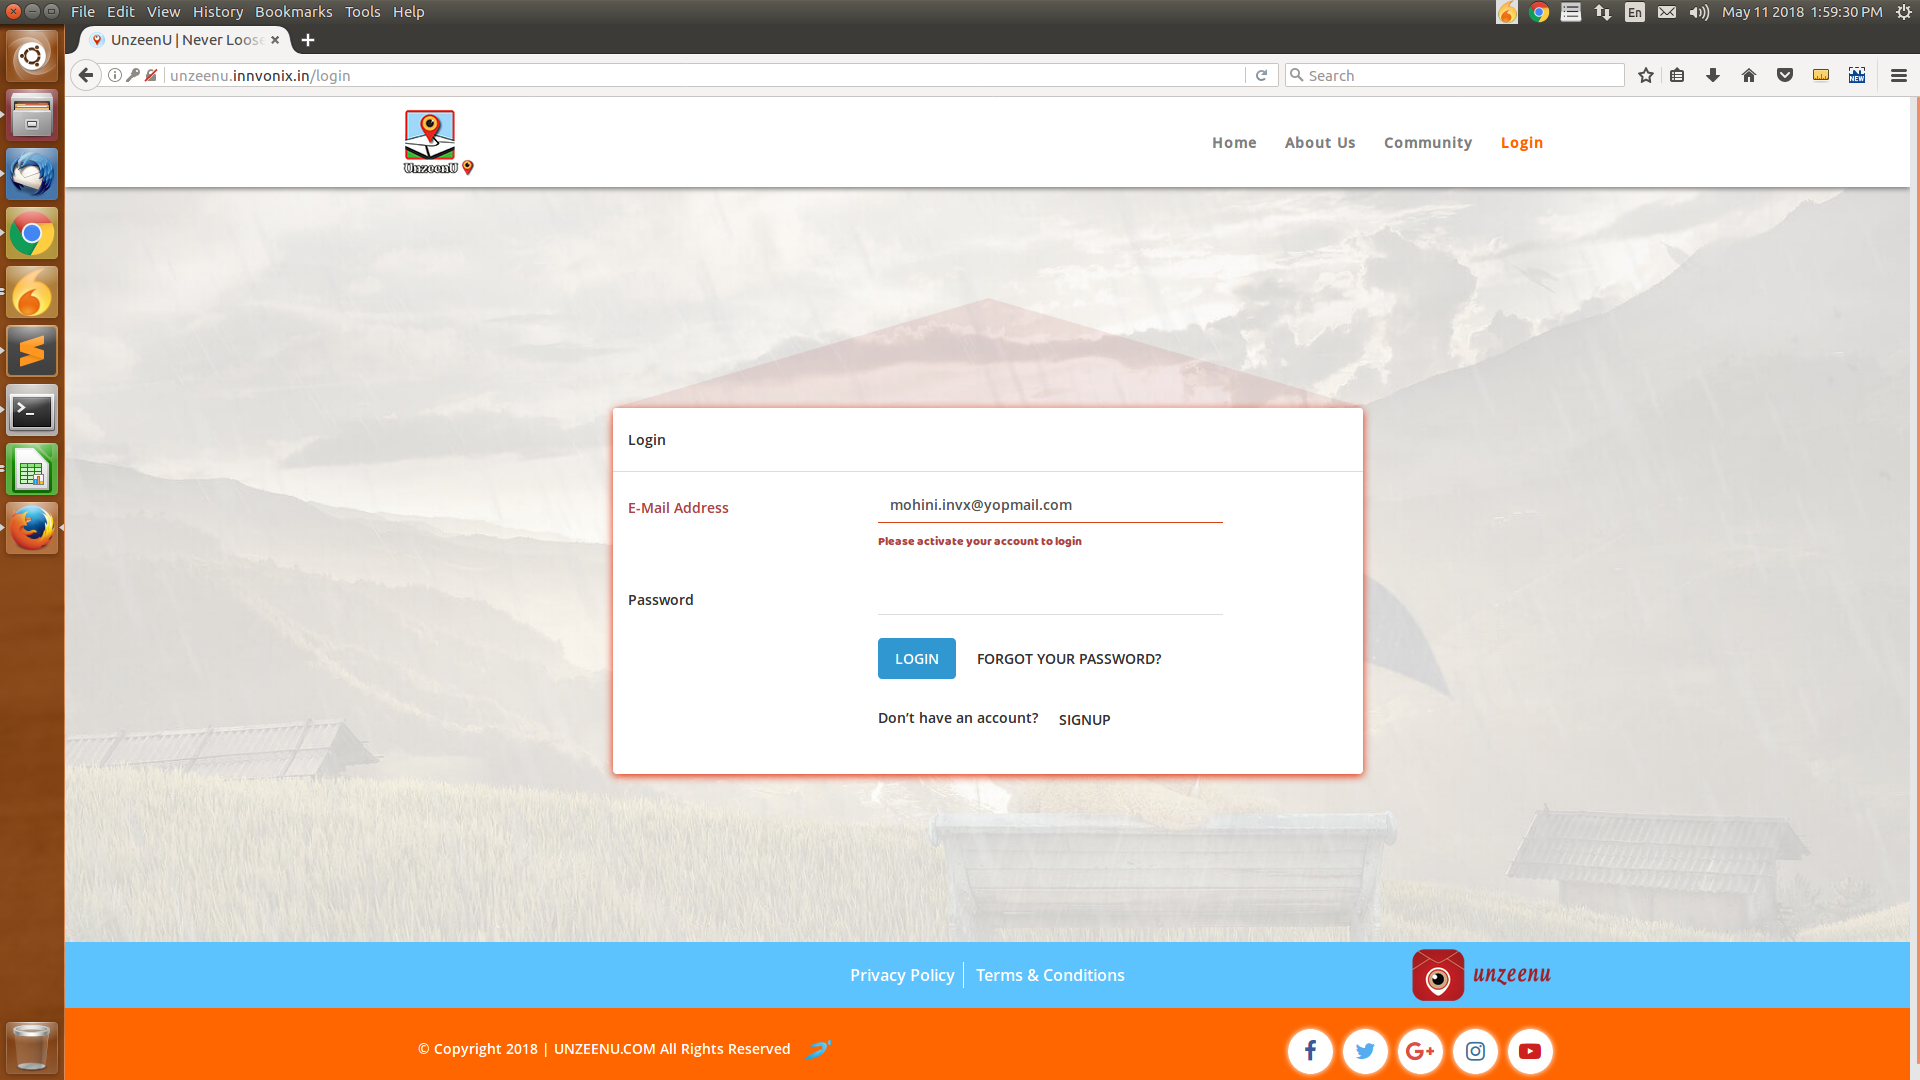 File Edit View History Bookmarks Tools Help
En
May 11 2018 1:59:30 PM
UnzeenU | Never Loose
unzeenu.innvonix.in/login
Search
NEW
UnzeenU
Home
About Us
Community
Login
Login
E-Mail Address
mohini.invx@yopmail.com
Please activate your account to login
Password
LOGIN
FORGOT YOUR PASSWORD?
Don’t have an account?
SIGNUP
Privacy Policy
Terms & Conditions
unzeenu
© Copyright 2018 | UNZEENU.COM All Rights Reserved